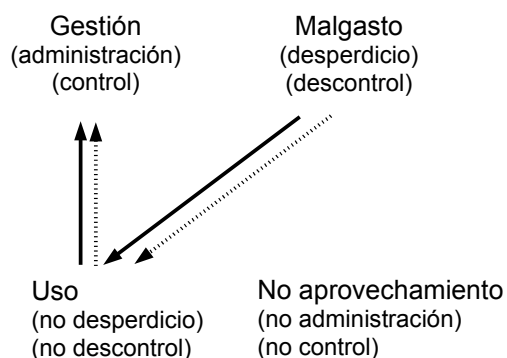 Gestión
(administración)
(control)
Malgasto
(desperdicio)
(descontrol)
Uso
(no desperdicio)
(no descontrol)
No aprovechamiento
(no administración)
(no control)